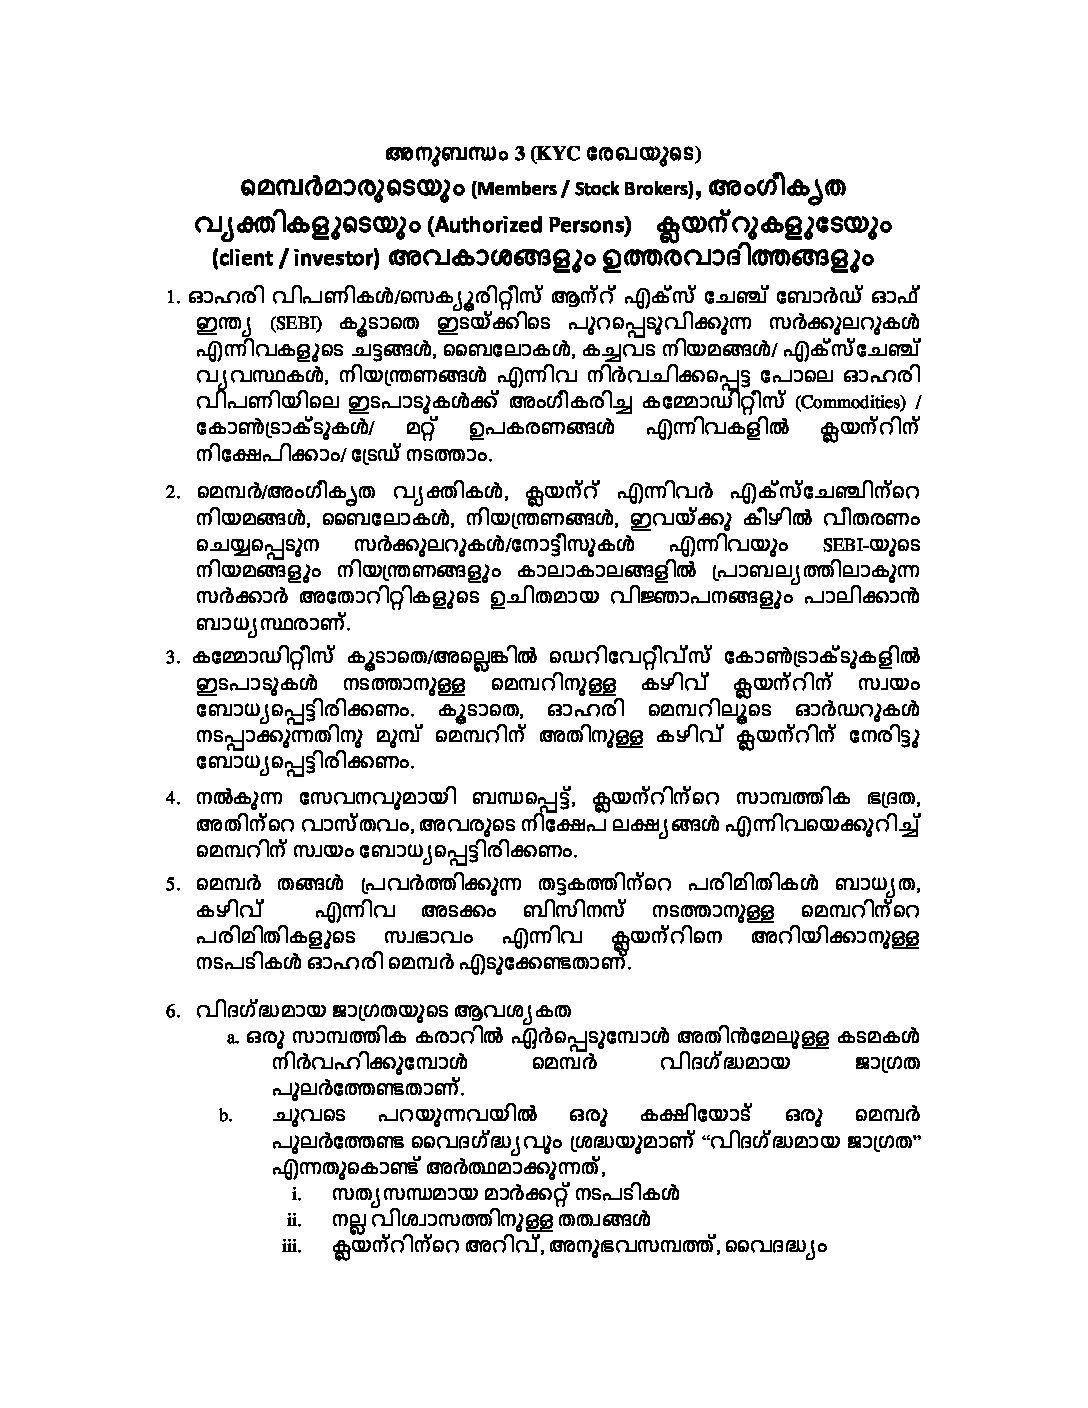 അനുബന്ധം 3 (KYC രേഖയുടെ)
മെമ്പർമാരുടെയും (Members / Stock Brokers), അംഗീകൃത
വ്യക്തികളുടെയും (Authorized Persons) ക്ലയന്റുകളുടേയും
(client / investor) അവകാശങ്ങളും ഉത്തരവാദിത്തങ്ങളും
1. ഓഹരി വിപണികൾ/സെക്യൂരിറ്റീസ് ആന്റ് എക്സ് ചേഞ്ച് ബോർഡ് ഓഫ്
ഇന്ത്യ (SEBI) കൂടാതെ ഇടയ്ക്കിടെ പുറപ്പെടുവിക്കുന്ന സർക്കുലറുകൾ
എന്നിവകളുടെ ചട്ടങ്ങൾ, ബൈലോകൾ, കച്ചവട നിയമങ്ങൾ/ എക്സ്ചേഞ്ച്
വ്യവസ്ഥകൾ, നിയന്ത്രണങ്ങൾ എന്നിവ നിർവചിക്കപ്പെട്ട പോലെ ഓഹരി
വിപണിയിലെ ഇടപാടുകൾക്ക് അംഗീകരിച്ച കമ്മോഡിറ്റീസ് (Commodities) /
കോൺട്രാക്ടുകൾ/ മറ്റ് ഉപകരണങ്ങൾ എന്നിവകളിൽ ക്ലയന്റിന്
നിക്ഷേപിക്കാം/ ട്രേഡ് നടത്താം.
2. മെമ്പർ/അംഗീകൃത വ്യക്തികൾ, ക്ലയന്റ് എന്നിവർ എക്സ്ചേഞ്ചിന്റെ
നിയമങ്ങൾ, ബൈലോകൾ, നിയന്ത്രണങ്ങൾ, ഇവയ്ക്കു കീഴിൽ വീതരണം
ചെയ്യപ്പെടുന സർക്കുലറുകൾ/നോട്ടീസുകൾ എന്നിവയും SEBI-യുടെ
നിയമങ്ങളും നിയന്ത്രണങ്ങളും കാലാകാലങ്ങളിൽ പ്രാബല്യത്തിലാകുന്ന
സർക്കാർ അതോറിറ്റികളുടെ ഉചിതമായ വിജ്ഞാപനങ്ങളും പാലിക്കാൻ
ബാധ്യസ്ഥരാണ്.
3. കമ്മോഡിറ്റീസ് കൂടാതെ/അല്ലെങ്കിൽ ഡെറിവേറ്റീവ്സ് കോൺട്രാക്ടുകളിൽ
ഇടപാടുകൾ നടത്താനുള്ള മെമ്പറിനുള്ള കഴിവ് ക്ലയന്റിന് സ്വയം
ബോധ്യപ്പെട്ടിരിക്കണം. കൂടാതെ, ഓഹരി മെമ്പറിലൂടെ ഓർഡറുകൾ
നടപ്പാക്കുന്നതിനു മുമ്പ് മെമ്പറിന് അതിനുള്ള കഴിവ് ക്ലയന്റിന് നേരിട്ടു
ബോധ്യപ്പെട്ടിരിക്കണം.
4. നൽകുന്ന സേവനവുമായി ബന്ധപ്പെട്ട്, ക്ലയന്റിന്റെ സാമ്പത്തിക ഭദ്രത,
അതിന്റെ വാസ്തവം, അവരുടെ നിക്ഷേപ ലക്ഷ്യങ്ങൾ എന്നിവയെക്കുറിച്ച്
മെമ്പറിന് സ്വയം ബോധ്യപ്പെട്ടിരിക്കണം.
5. മെമ്പർ തങ്ങൾ പ്രവർത്തിക്കുന്ന തട്ടകത്തിന്റെ പരിമിതികൾ ബാധ്യത,
കഴിവ് എന്നിവ അടക്കം ബിസിനസ് നടത്താനുള്ള മെമ്പറിന്റെ
പരിമിതികളുടെ സ്വഭാവം എന്നിവ ക്ലയന്റിനെ അറിയിക്കാനുള്ള
നടപടികൾ ഓഹരി മെമ്പർ എടുക്കേണ്ടതാണ്.
6. വിദഗ്ദ്ധമായ ജാഗ്രതയുടെ ആവശ്യകത
a. ഒരു സാമ്പത്തിക കരാറിൽ ഏർപ്പെടുമ്പോൾ അതിൻമേലുള്ള കടമകൾ
നിർവഹിക്കുമ്പോൾ മെമ്പർ വിദഗ്ദ്ധമായ ജാഗ്രത
പുലർത്തേണ്ടതാണ്.
b. ചുവടെ പറയുന്നവയിൽ ഒരു കക്ഷിയോട് ഒരു മെമ്പർ
പുലർത്തേണ്ട വൈദഗ്ദ്ധ്യവും ശ്രദ്ധയുമാണ് “വിദഗ്ദ്ധമായ ജാഗ്രത”
എന്നതുകൊണ്ട് അർത്ഥമാക്കുന്നത്,
i. സത്യസന്ധമായ മാർക്കറ്റ് നടപടികൾ
ii. നല്ല വിശ്വാസത്തിനുള്ള തത്വങ്ങൾ
iii. ക്ലയന്റിന്റെ അറിവ്, അനുഭവസമ്പത്ത്, വൈദദ്ധ്യം